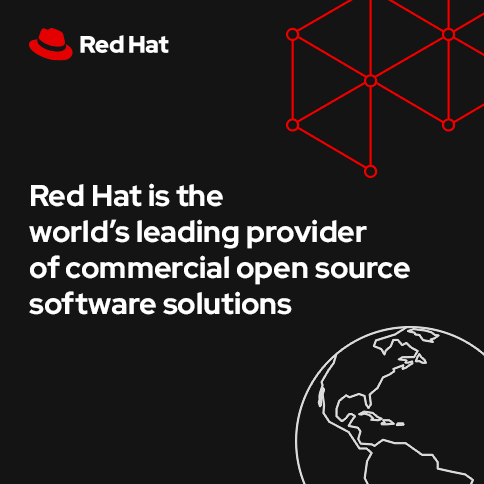 Red Hat
Red Hat is the
world’s leading provider
of commercial open source
software solutions